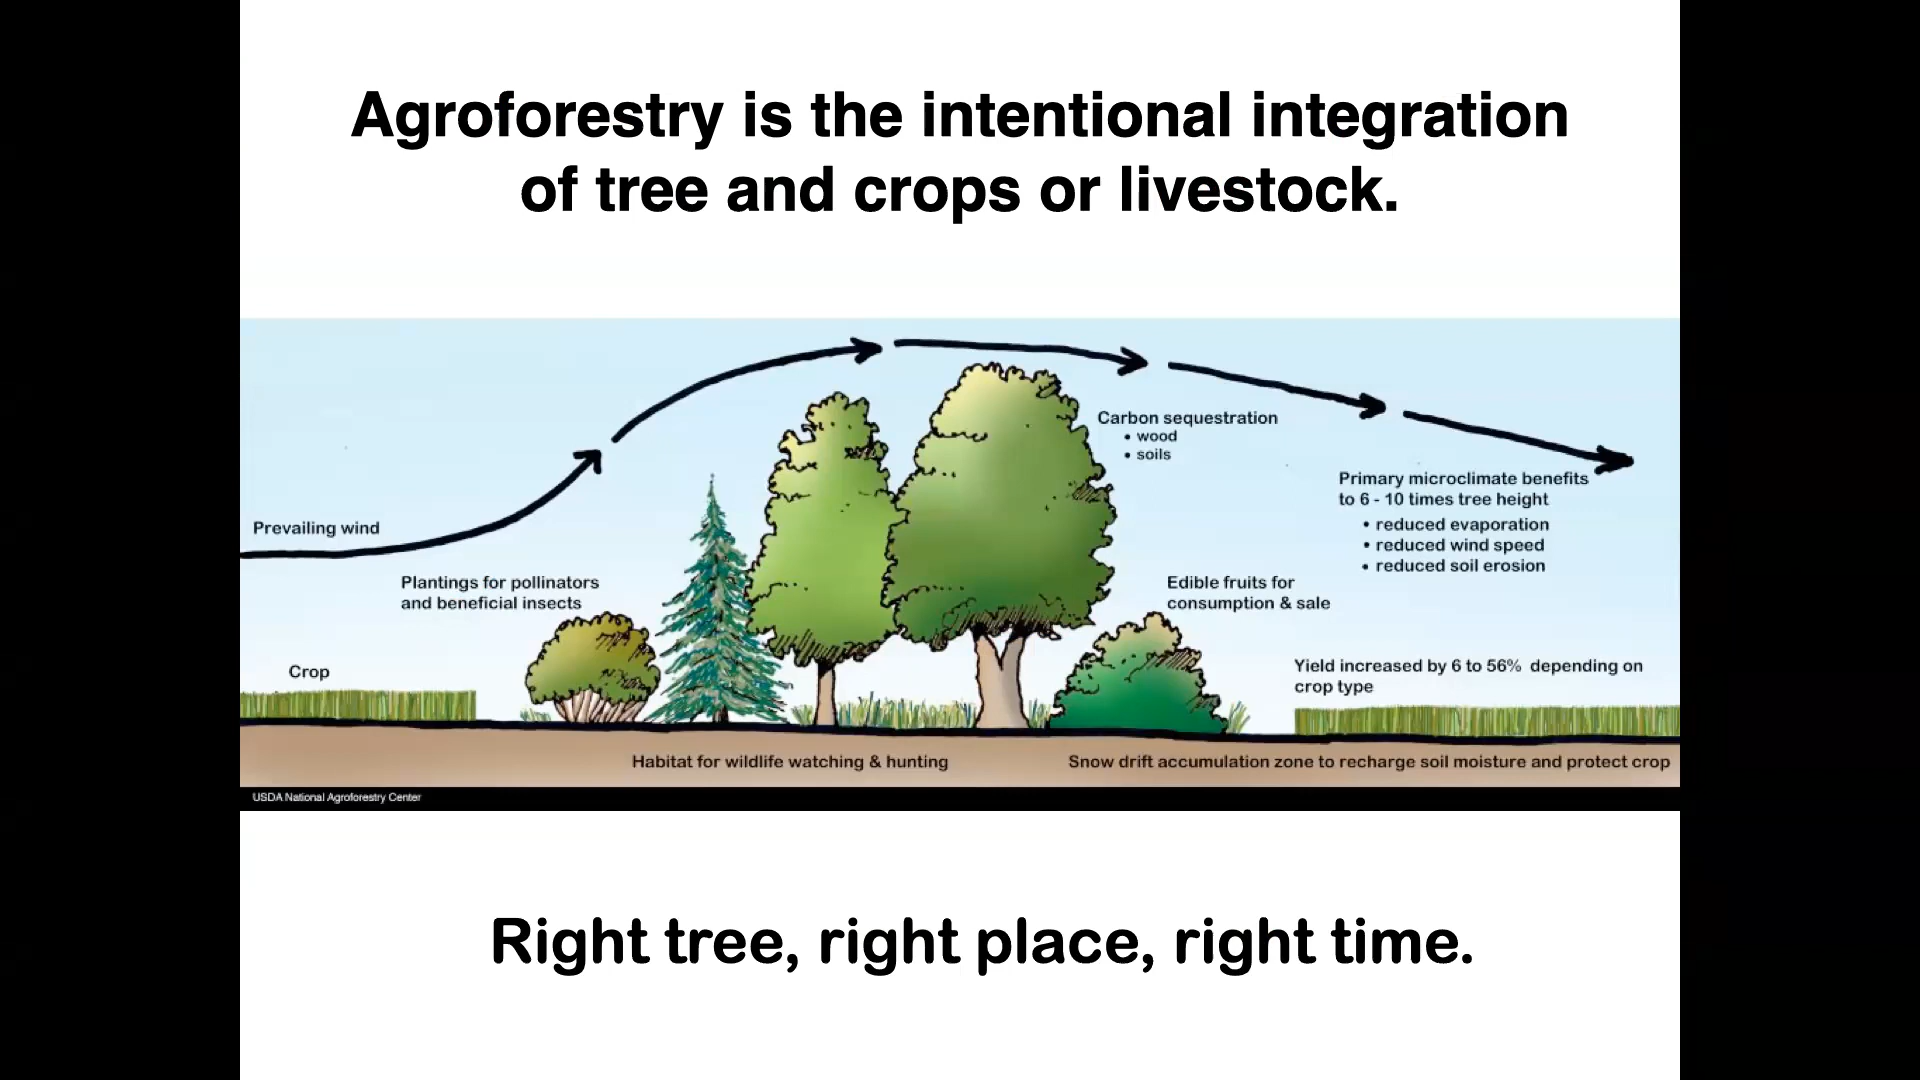 Agroforestry is the intentional integration
of tree and crops or livestock.
Carbon sequestration
• wood
• soils
Primary microclimate benefits
to 6 - 10 times tree height
• reduced evaporation
• reduced wind speed
• reduced soil erosion
Prevailing wind
Plantings for pollinators
and beneficial insects
Edible fruits for
consumption & sale
Crop
Yield increased by 6 to 56% depending on
crop type
Habitat for wildlife watching & hunting
Snow drift accumulation zone to recharge soil moisture and protect crop
USDA National Agroforestry Center
Right tree, right place, right time.